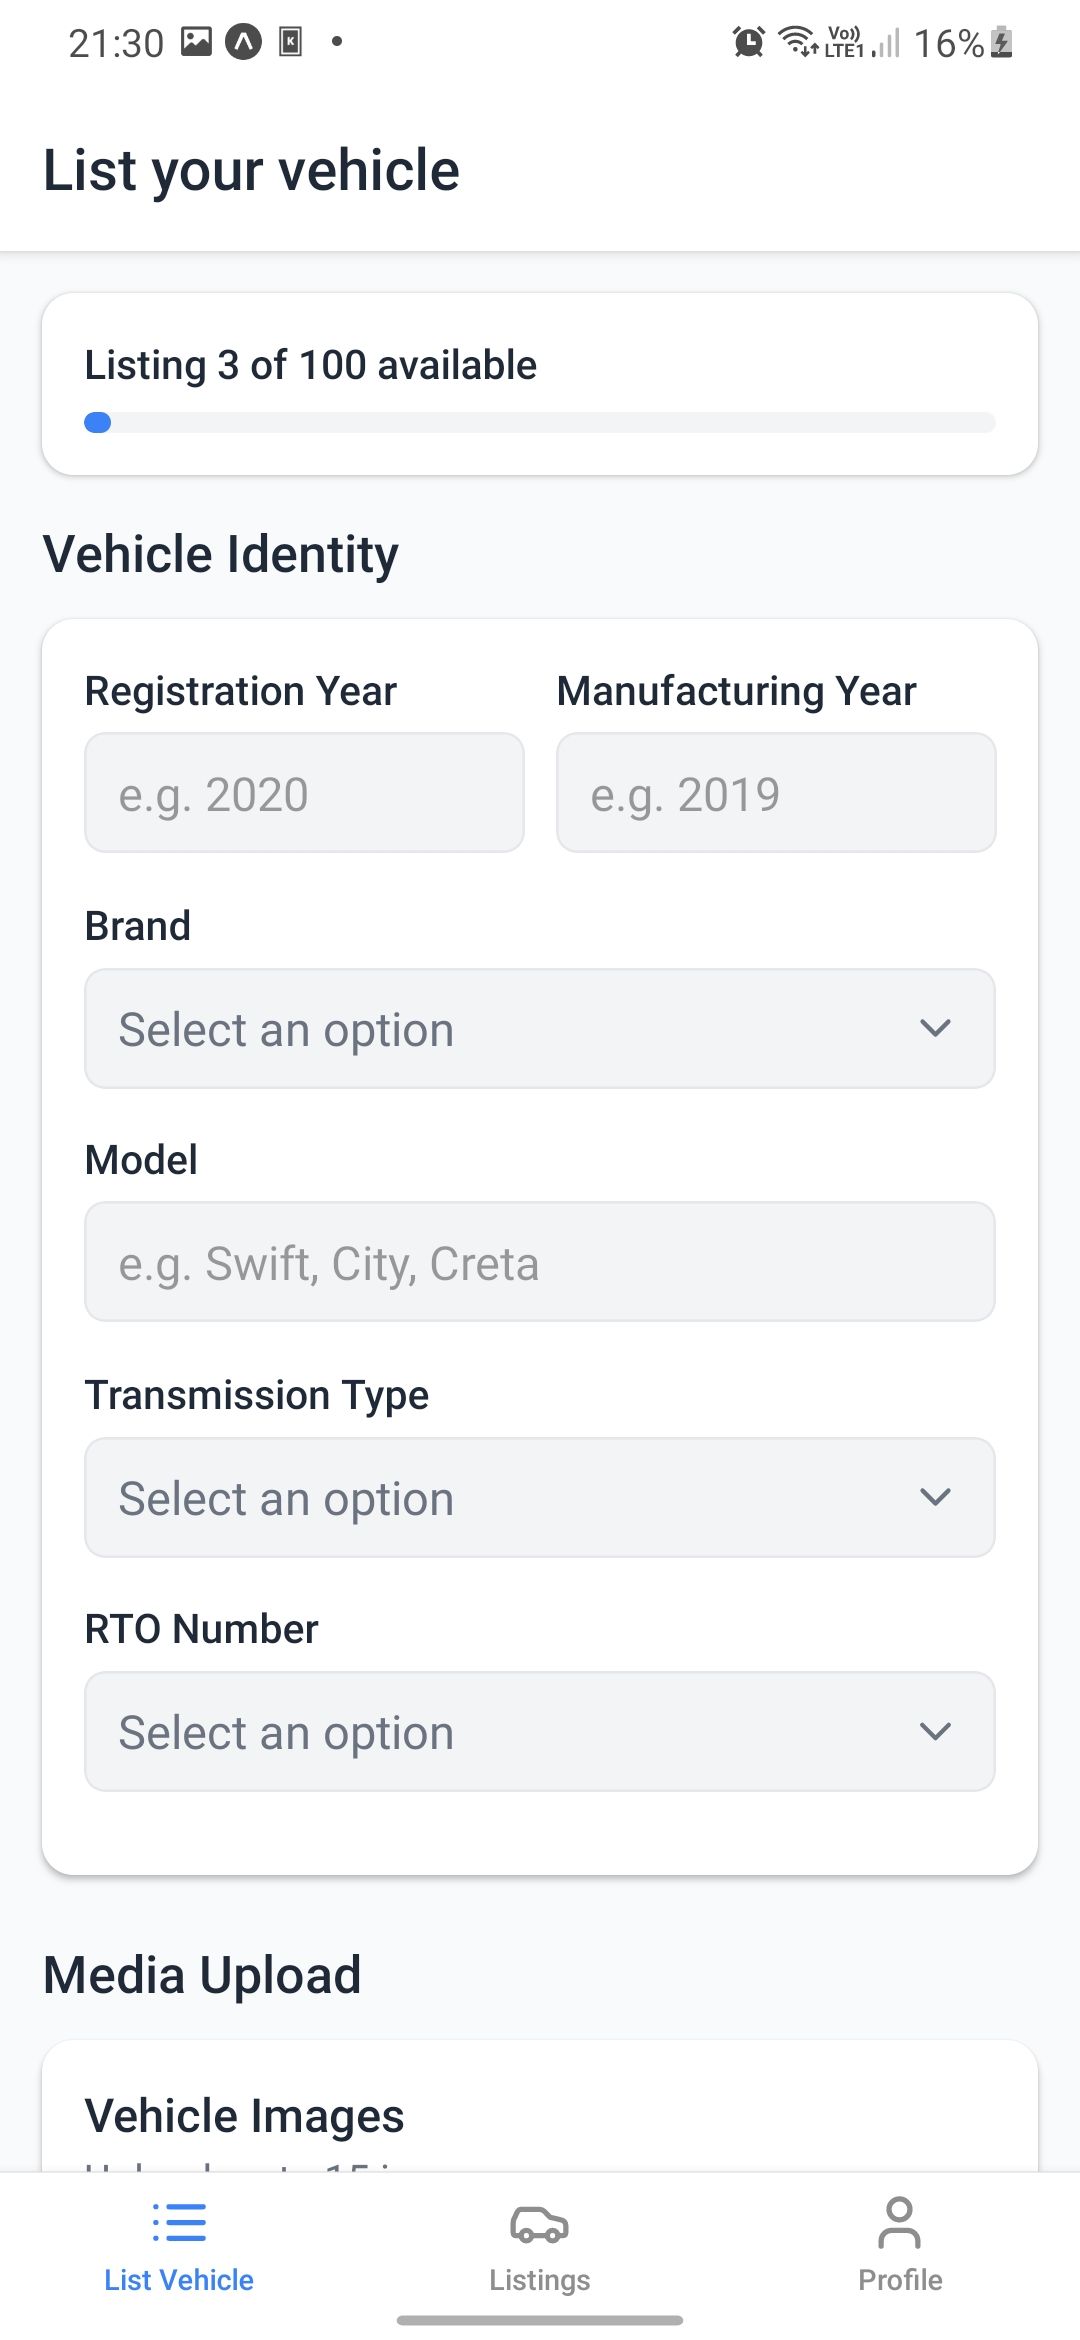 21:30 Vo)) LTE1 16%
List your vehicle
Listing 3 of 100 available
Vehicle Identity
Registration Year Manufacturing Year
e.g. 2020 e.g. 2019
Brand
Select an option
Model
e.g. Swift, City, Creta
Transmission Type
Select an option
RTO Number
Select an option
Media Upload
Vehicle Images
List Vehicle Listings Profile